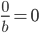 0/b = 0